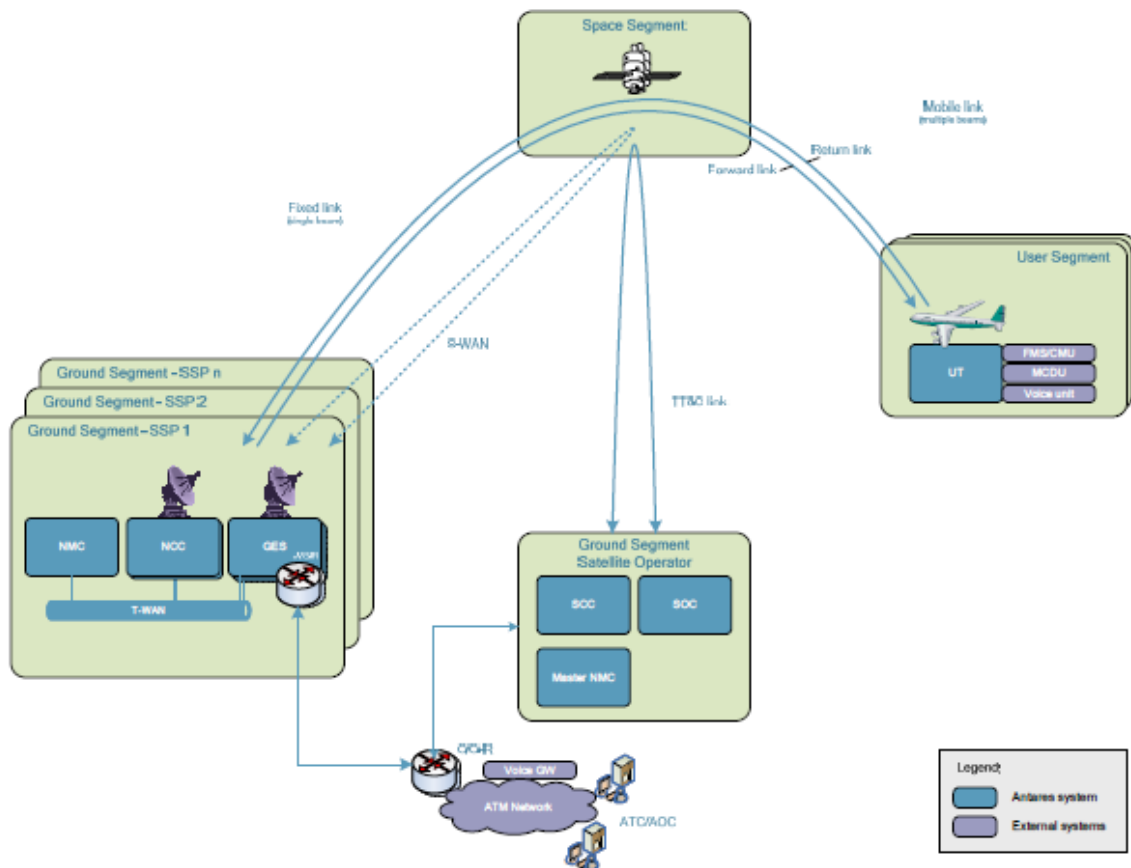 Space Segment
Mobile link
(multiple beams)
Return link
Forward link
Fixed link
(single beam)
User Segment
UT
FMS/CMU
MCDU
Voice unit
S-WAN
link
Ground Segment - SSP n
Ground Segment - SSP 2
Ground Segment - SSP 1
NMC
NCC
GES
T-WAN
Ground Segment
Satellite Operator
SCC
SOC
Master NMC
Voice GW
ATM Network
ATC/AOC
Legend:
Antares system
External systems